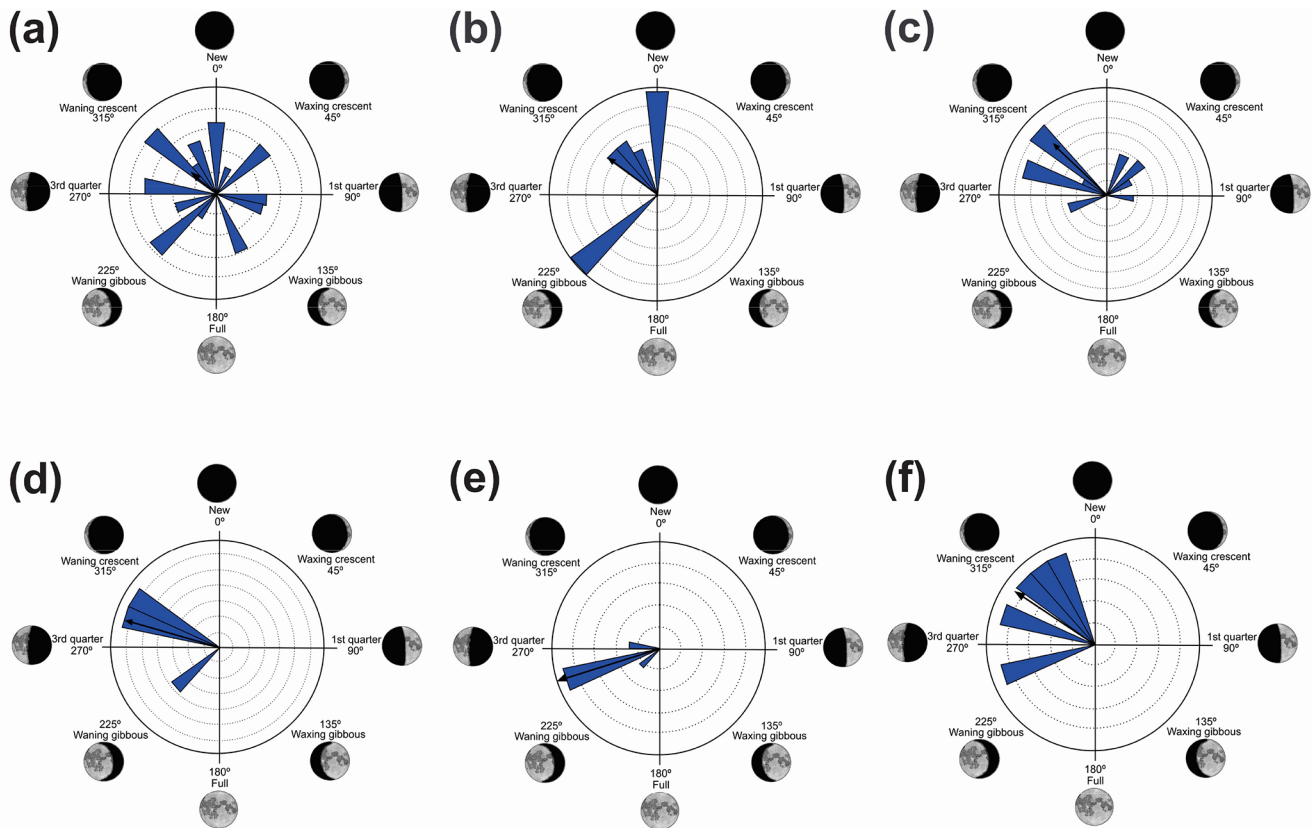 (a)
New
0º
Waning crescent
315º
Waxing crescent
45º
3rd quarter
270º
1st quarter
90º
225º
Waning gibbous
135º
Waxing gibbous
180º
Full
(b)
New
0º
Waning crescent
315º
Waxing crescent
45º
3rd quarter
270º
1st quarter
90º
225º
Waning gibbous
135º
Waxing gibbous
180º
Full
(c)
New
0º
Waning crescent
315º
Waxing crescent
45º
3rd quarter
270º
1st quarter
90º
225º
Waning gibbous
135º
Waxing gibbous
180º
Full
(d)
New
0º
Waning crescent
315º
Waxing crescent
45º
3rd quarter
270º
1st quarter
90º
225º
Waning gibbous
135º
Waxing gibbous
180º
Full
(e)
New
0º
Waning crescent
315º
Waxing crescent
45º
3rd quarter
270º
1st quarter
90º
225º
Waning gibbous
135º
Waxing gibbous
180º
Full
(f)
New
0º
Waning crescent
315º
Waxing crescent
45º
3rd quarter
270º
1st quarter
90º
225º
Waning gibbous
135º
Waxing gibbous
180º
Full